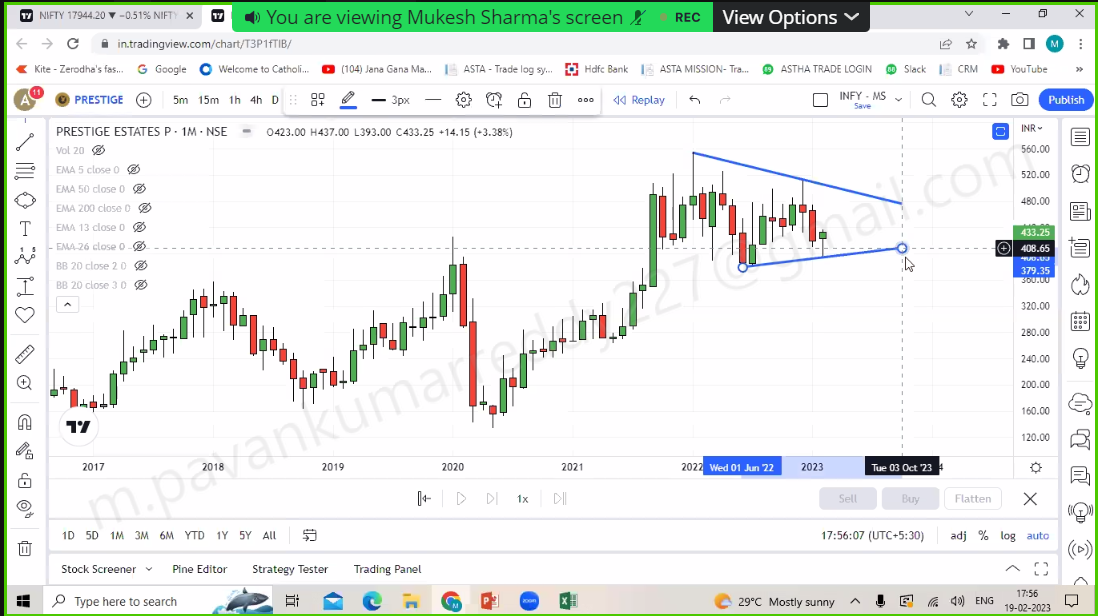 NIFTY 17944.20 ▼ −0.51% NIFT
You are viewing Mukesh Sharma's screen
REC
View Options
in.tradingview.com/chart/T3P1fTIB/
M
Kite - Zerodha's fas...
Google
Welcome to Catholi...
(104) Jana Gana Ma...
ASTA - Trade log sy...
Hdfc Bank
ASTA MISSION- Tra...
ASTHA TRADE LOGIN
Slack
CRM
YouTube
A 11
PRESTIGE
5m 15m 1h 4h D
3px
Replay
INFY - MS
Save
Publish
PRESTIGE ESTATES P · 1M · NSE
O423.00 H437.00 L393.00 C433.25 +14.15 (+3.38%)
INR
Vol 20
EMA 5 close 0
EMA 50 close 0
EMA 200 close 0
EMA 13 close 0
EMA 26 close 0
BB 20 close 2 0
BB 20 close 3 0
560.00
520.00
480.00
433.25
408.65
379.35
360.00
320.00
280.00
240.00
200.00
160.00
120.00
m.pavankumarreddy227@gmail.com
2017 2018 2019 2020 2021 2022 Wed 01 Jun '22 2023 Tue 03 Oct '23 4
1x
Sell Buy Flatten
1D 5D 1M 3M 6M YTD 1Y 5Y All
17:56:07 (UTC+5:30)
adj % log auto
Stock Screener Pine Editor Strategy Tester Trading Panel
Type here to search
29°C Mostly sunny
ENG
17:56
19-02-2023